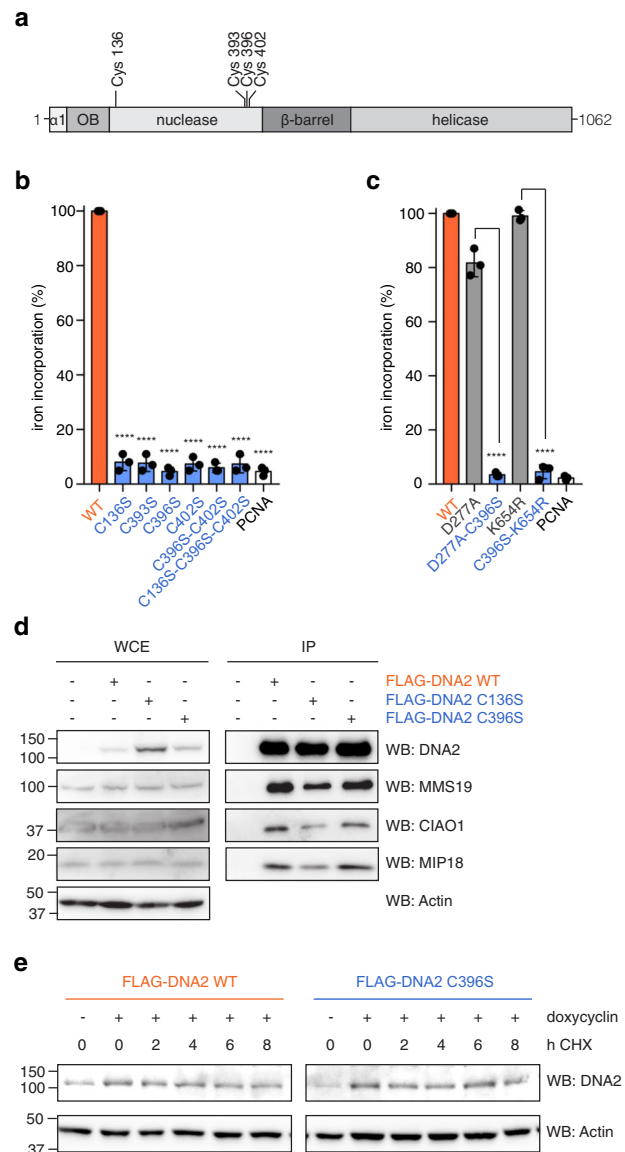 a
Cys 136
Cys 393
Cys 396
Cys 402
1 α1 OB nuclease β-barrel helicase 1062
b
iron incorporation (%)
100
80
60
40
20
0
**** **** **** **** **** **** ****
WT
C136S
C393S
C396S
C402S
C396S-C402S
C136S-C396S-C402S
PCNA
c
iron incorporation (%)
100
80
60
40
20
0
**** ****
WT
D277A
D277A-C396S
K654R
C396S-K654R
PCNA
d
WCE IP
- + - - - + - - FLAG-DNA2 WT
- - + - - - + - FLAG-DNA2 C136S
- - - + - - - + FLAG-DNA2 C396S
150
100
WB: DNA2
100
WB: MMS19
37
WB: CIAO1
20
WB: MIP18
50
37
WB: Actin
e
FLAG-DNA2 WT FLAG-DNA2 C396S
- + + + + + - + + + + + doxycyclin
0 0 2 4 6 8 0 0 2 4 6 8 h CHX
150
100
150
100
WB: DNA2
50
37
50
37
WB: Actin